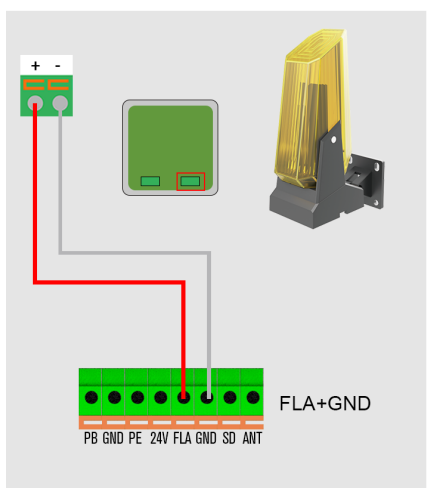 + -
FLA+GND
PB GND PE 24V FLA GND SD ANT